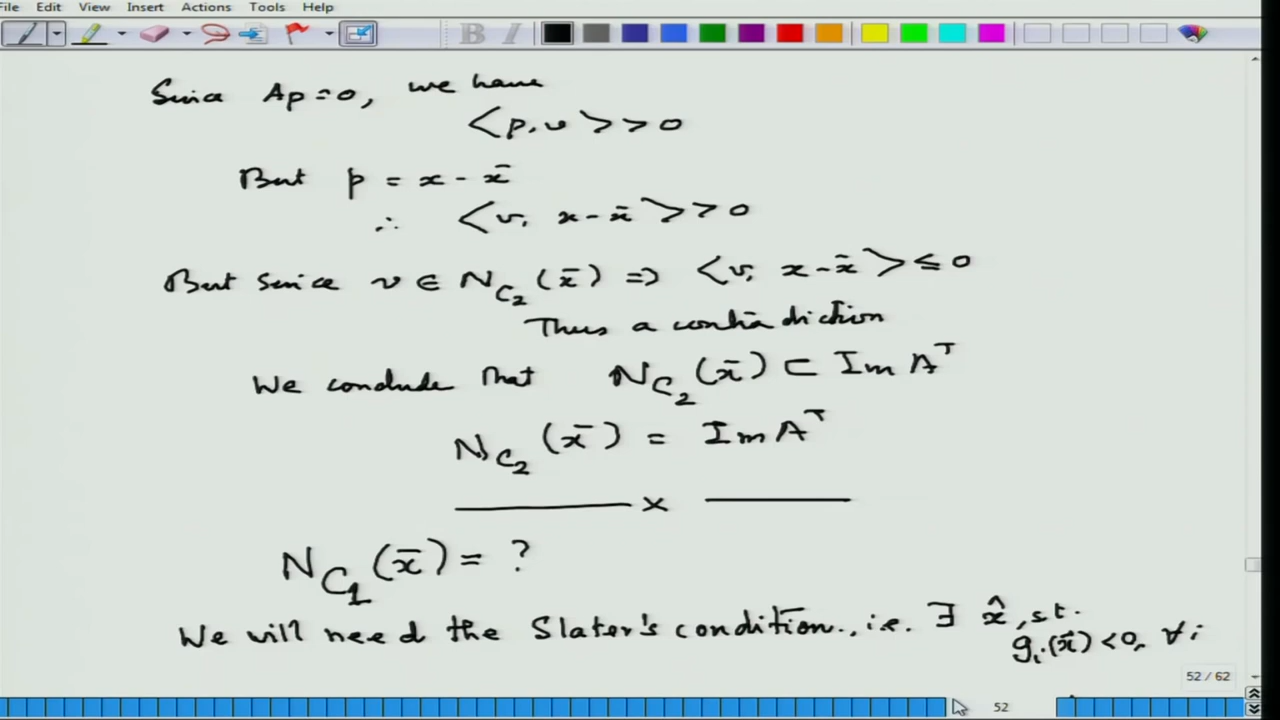 File Edit View Insert Actions Tools Help
Since Ap = 0, we have
<p, v> > 0
But p = x - x̄
∴ <v, x - x̄> > 0
But since v ∈ N_{C_2}(x̄) ⇒ <v, x - x̄> ≤ 0
Thus a contradiction
We conclude that N_{C_2}(x̄) ⊂ Im A^T
N_{C_2}(x̄) = Im A^T
x
N_{C_1}(x̄) = ?
We will need the Slater's condition., i.e. ∃ x̂, s.t.
g_i(x̂) < 0, ∀i
52 / 62
52